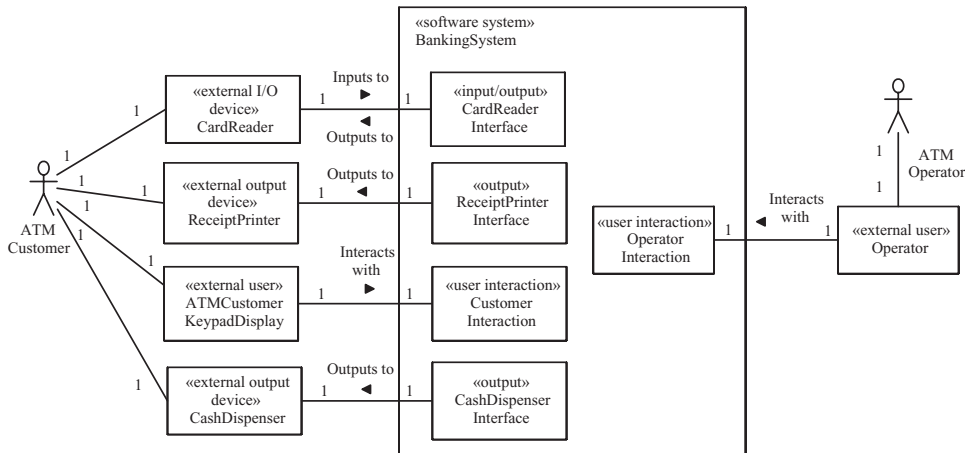 «software system»
BankingSystem
«external I/O
device»
CardReader
Inputs to
Outputs to
«input/output»
CardReader
Interface
1
1
1
1
ATM
Customer
«external output
device»
ReceiptPrinter
Outputs to
«output»
ReceiptPrinter
Interface
1
1
1
1
«external user»
ATMCustomer
KeypadDisplay
Interacts
with
«user interaction»
Customer
Interaction
1
1
1
1
«external output
device»
CashDispenser
Outputs to
«output»
CashDispenser
Interface
1
1
1
1
«user interaction»
Operator
Interaction
1
Interacts
with
1
«external user»
Operator
1
1
ATM
Operator